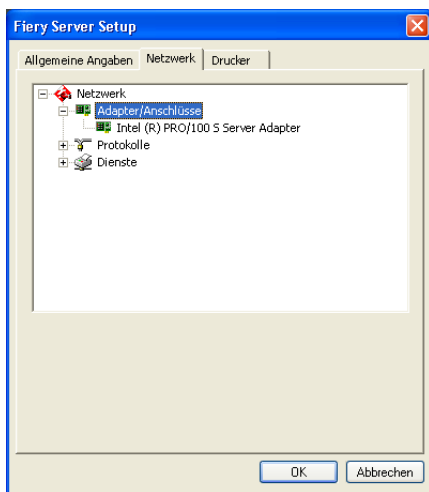 Fiery Server Setup
Allgemeine Angaben Netzwerk Drucker
Netzwerk
Adapter/Anschlüsse
Intel (R) PRO/100 S Server Adapter
Protokolle
Dienste
OK Abbrechen